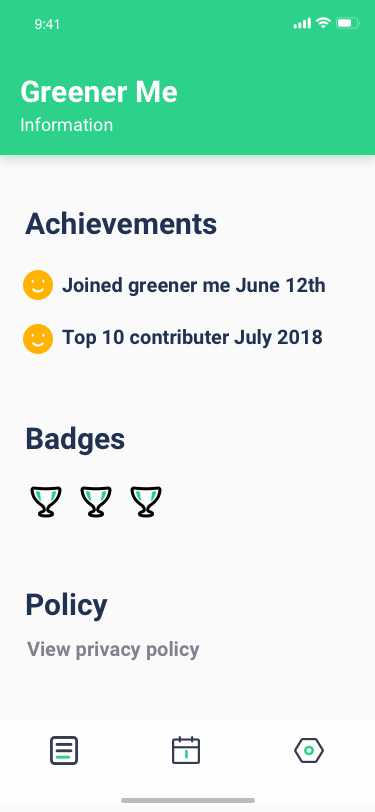 9:41
Greener Me
Information
Achievements
Joined greener me June 12th
Top 10 contributer July 2018
Badges
Policy
View privacy policy